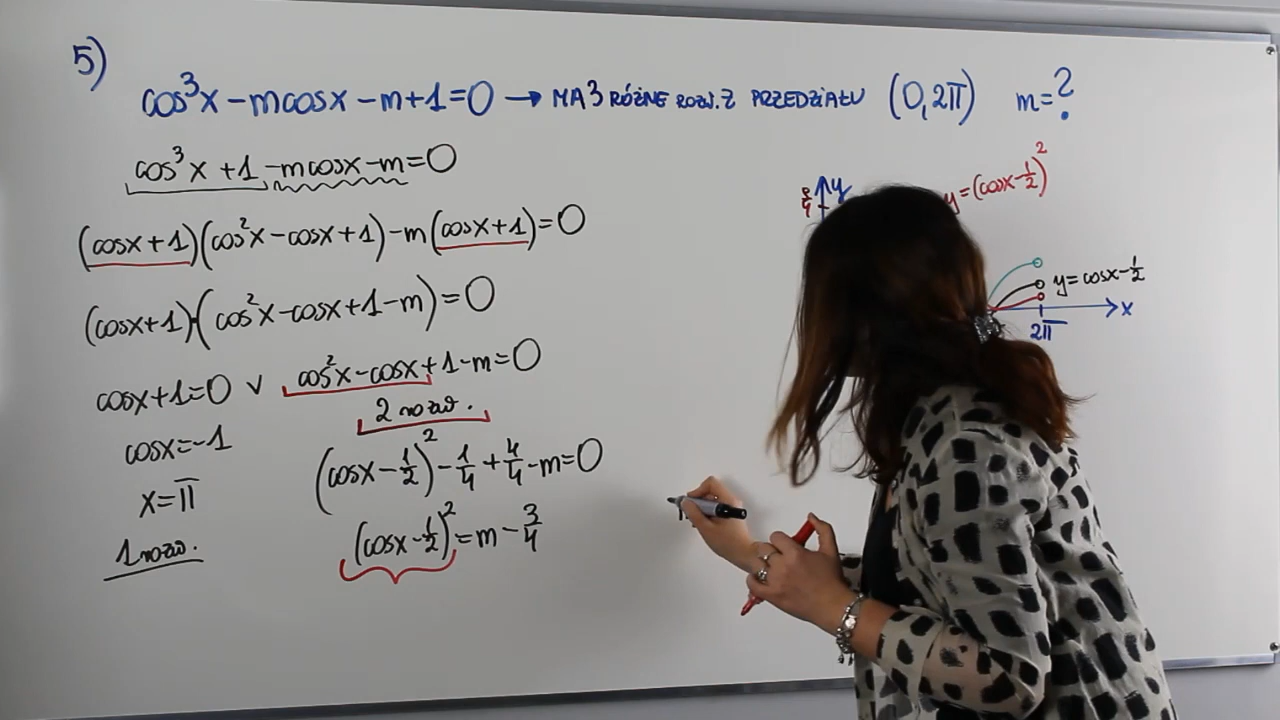 5)
cos³x - mcosx - m + 1 = 0 → MA 3 RÓŻNE ROZW. Z PRZEDZIAŁU (0, 2π) m = ?
cos³x + 1 - mcosx - m = 0
(cosx + 1)(cos²x - cosx + 1) - m(cosx + 1) = 0
(cosx + 1)·(cos²x - cosx + 1 - m) = 0
cosx + 1 = 0 ∨ cos²x - cosx + 1 - m = 0
2 rozw.
cosx = -1
(cosx - 1/2)² - 1/4 + 4/4 - m = 0
x = π
(cosx - 1/2)² = m - 3/4
1 rozw.
y
y = (cosx - 1/2)²
y = cosx - 1/2
x
2π